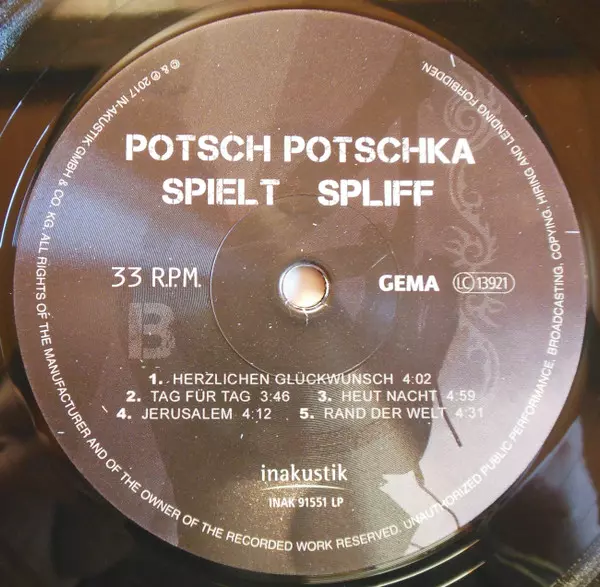 POTSCH POTSCHKA
SPIELT SPLIFF
33 R.P.M. GEMA LC 13921
B
1. HERZLICHEN GLÜCKWUNSCH 4:02
2. TAG FÜR TAG 3:46 3. HEUT NACHT 4:59
4. JERUSALEM 4:12 5. RAND DER WELT 4:31
inakustik
INAK 91551 LP
© & ℗ 2017 IN-AKUSTIK GMBH & CO. KG. ALL RIGHTS OF THE MANUFACTURER AND OF THE OWNER OF THE RECORDED WORK RESERVED. UNAUTHORIZED PUBLIC PERFORMANCE, BROADCASTING, COPYING, HIRING AND LENDING FORBIDDEN.